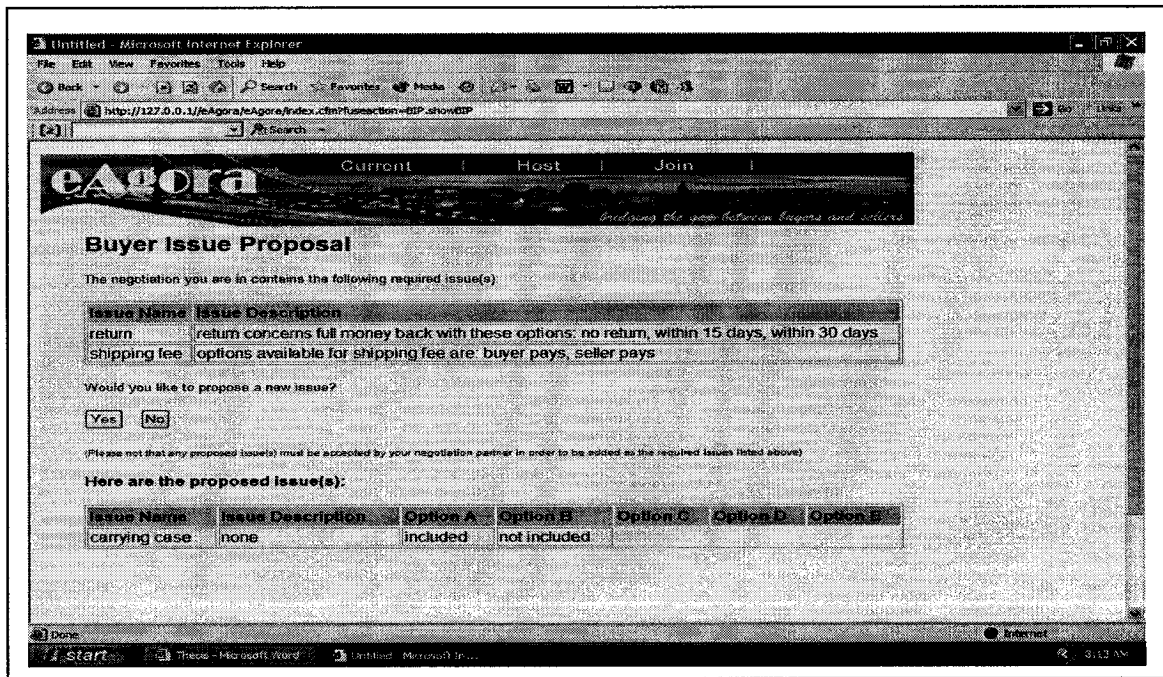 Untitled - Microsoft Internet Explorer
File Edit View Favorites Tools Help
Back Search Favorites Media
Address http://127.0.0.1//eAgora/eAgora/index.cfm?fuseaction=BIP.showBIP Go Links
Search
eAgora Current | Host | Join |
bridging the gap between buyers and sellers
Buyer Issue Proposal
The negotiation you are in contains the following required issue(s)
Issue Name Issue Description
return return concerns full money back with these options: no return, within 15 days, within 30 days
shipping fee options available for shipping fee are: buyer pays, seller pays
Would you like to propose a new issue?
Yes No
(Please not that any proposed issue(s) must be accepted by your negotiation partner in order to be added as the required issues listed above)
Here are the proposed issue(s):
Issue Name Issue Description Option A Option B Option C Option D Option E
carrying case none included not included
Done Internet
start Thesis - Microsoft Word Untitled - Microsoft In... 3:13 AM